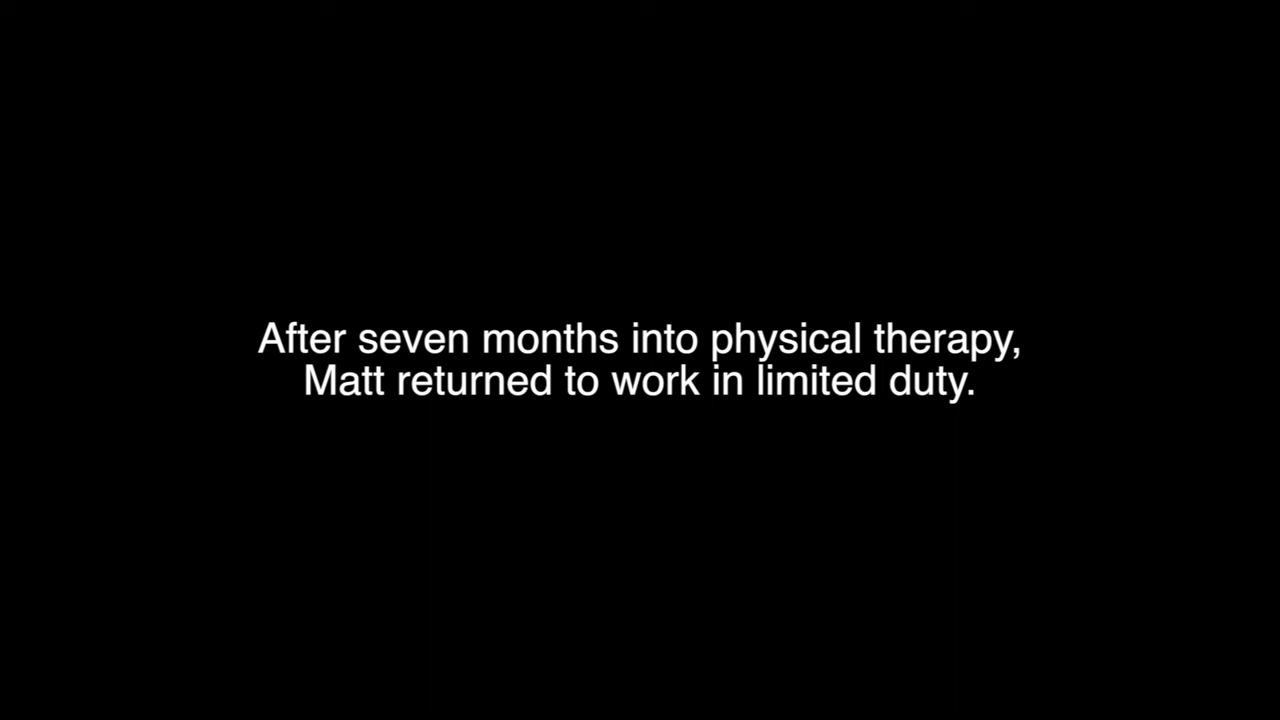 After seven months into physical therapy,
Matt returned to work in limited duty.